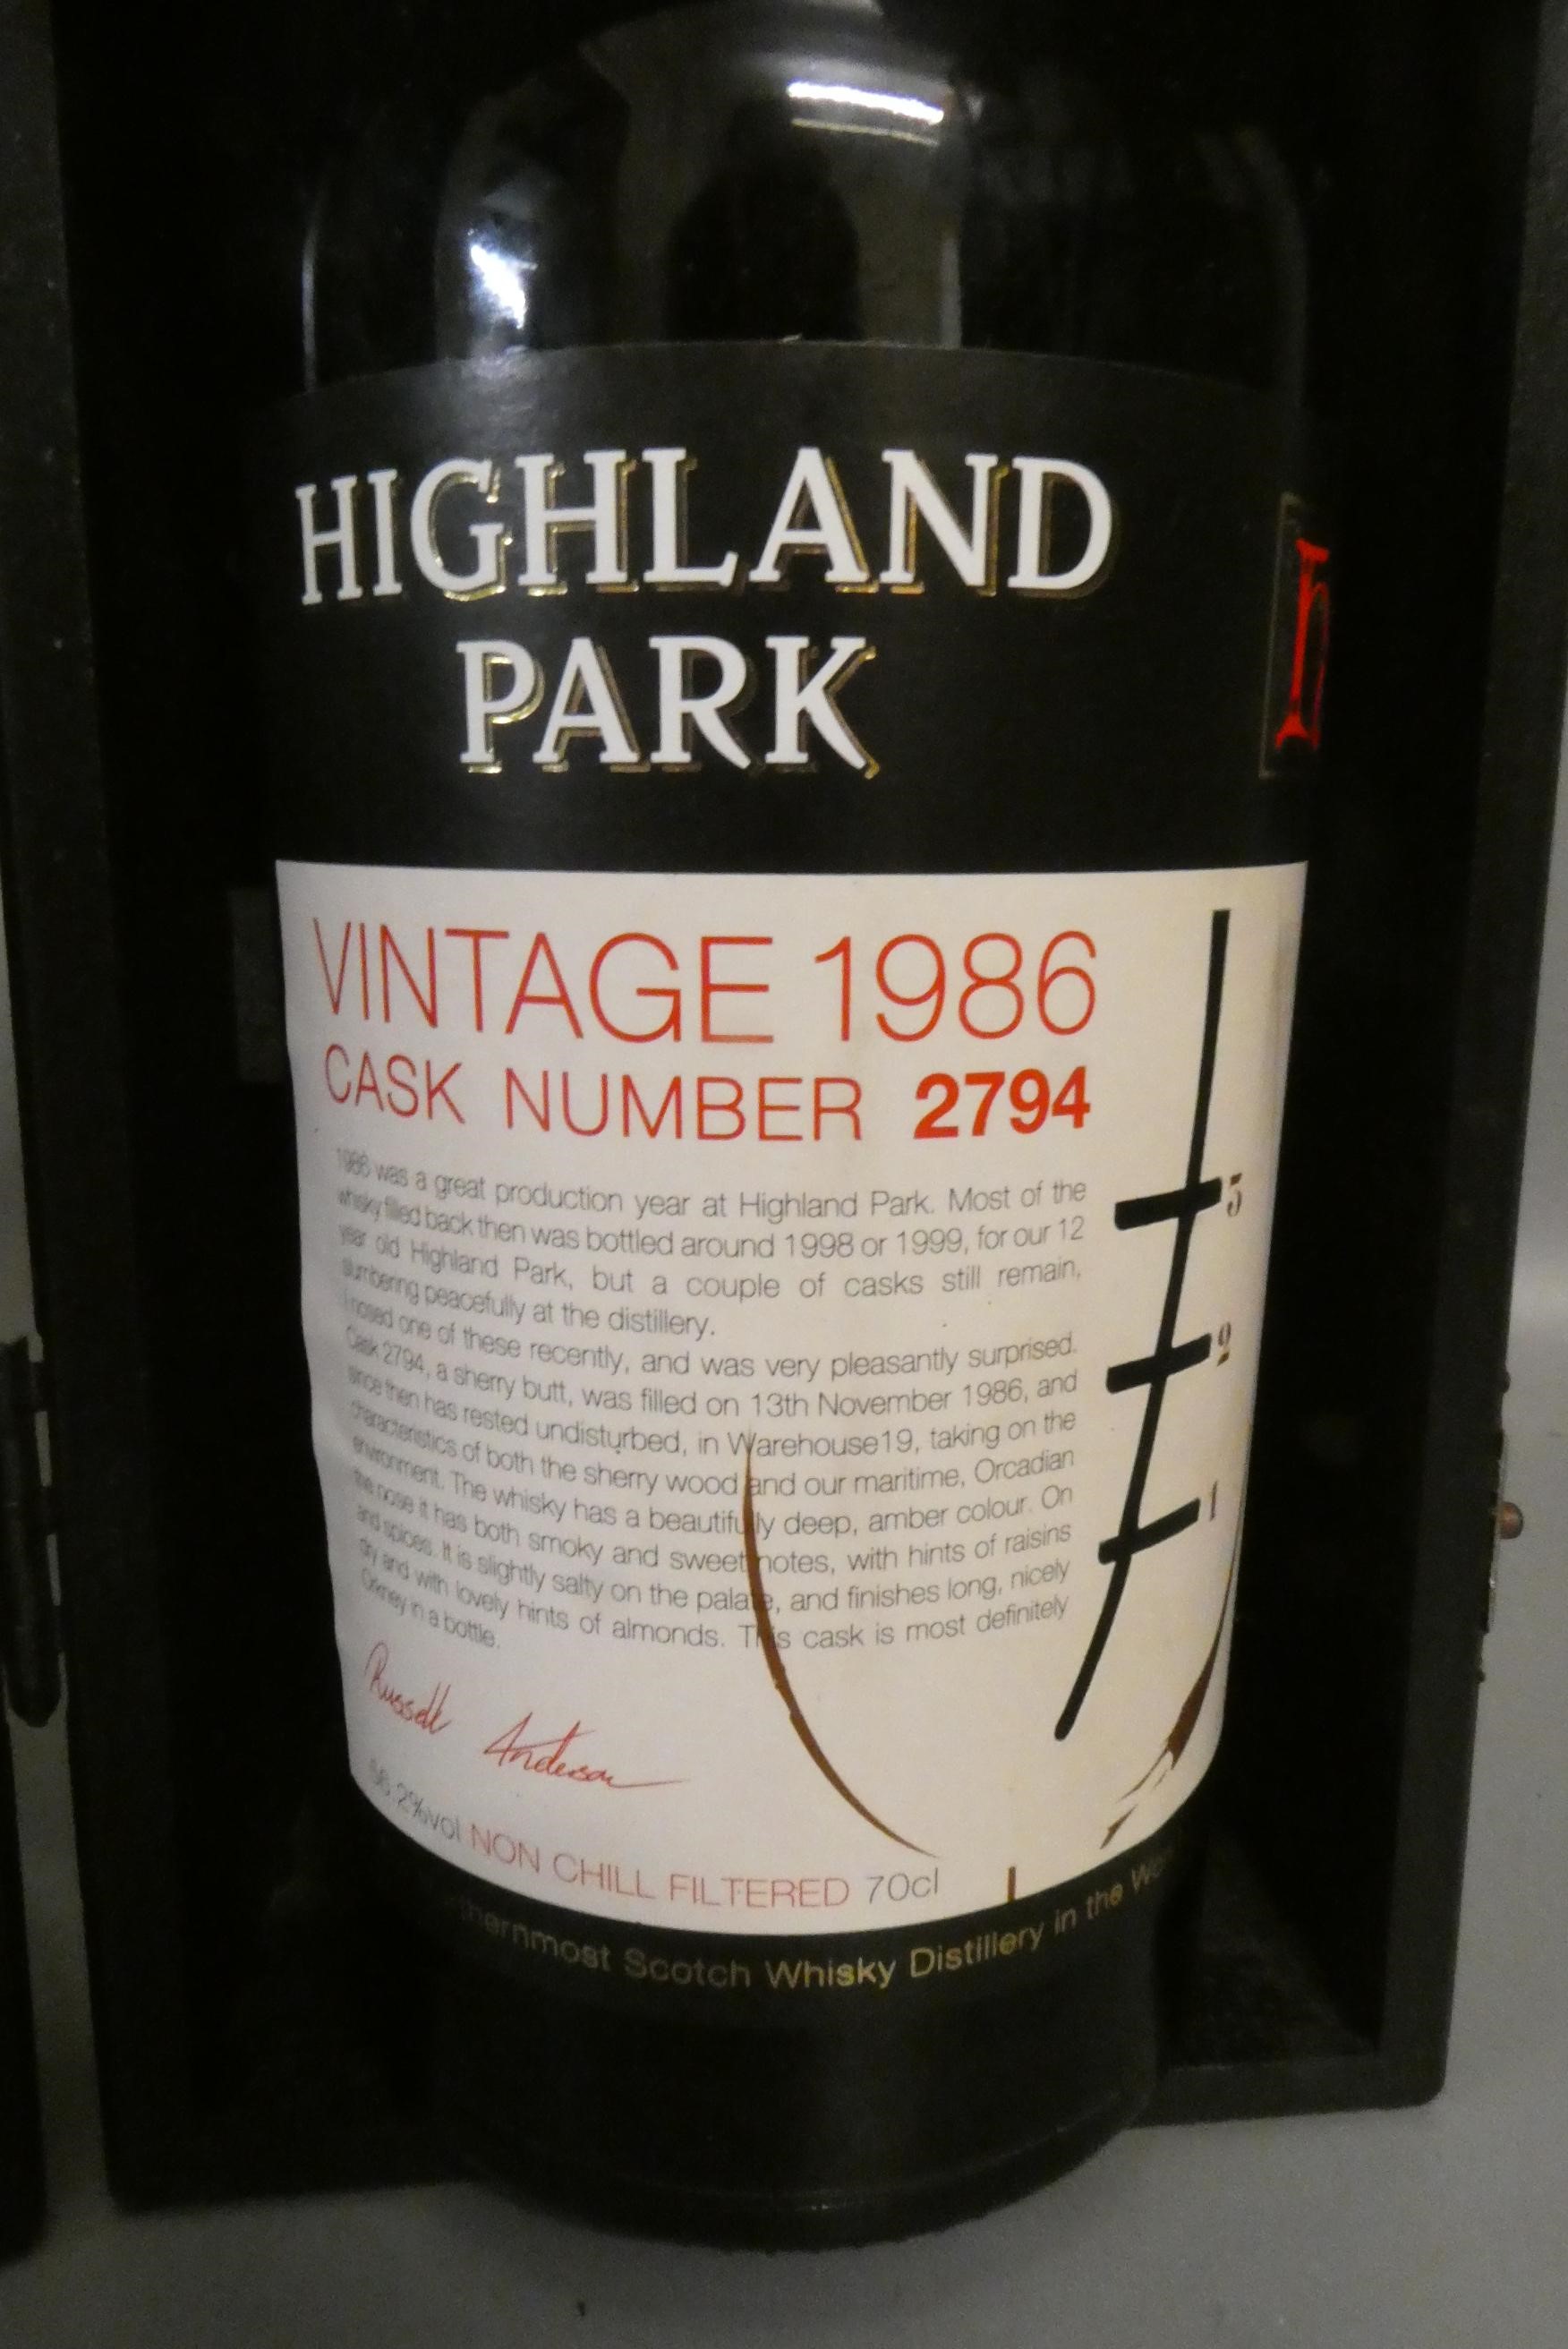 HIGHLAND
PARK
h
VINTAGE 1986
CASK NUMBER 2794
1986 was a great production year at Highland Park. Most of the
whisky filled back then was bottled around 1998 or 1999, for our 12
year old Highland Park, but a couple of casks still remain,
slumbering peacefully at the distillery.
I nosed one of these recently, and was very pleasantly surprised.
Cask 2794, a sherry butt, was filled on 13th November 1986, and
since then has rested undisturbed, in Warehouse19, taking on the
characteristics of both the sherry wood and our maritime, Orcadian
environment. The whisky has a beautifully deep, amber colour. On
the nose it has both smoky and sweet notes, with hints of raisins
and spices. It is slightly salty on the palate, and finishes long, nicely
dry and with lovely hints of almonds. This cask is most definitely
Orkney in a bottle.
5
2
1
Russell Anderson
2%vol NON CHILL FILTERED 70cl
thernmost Scotch Whisky Distillery in the Wo